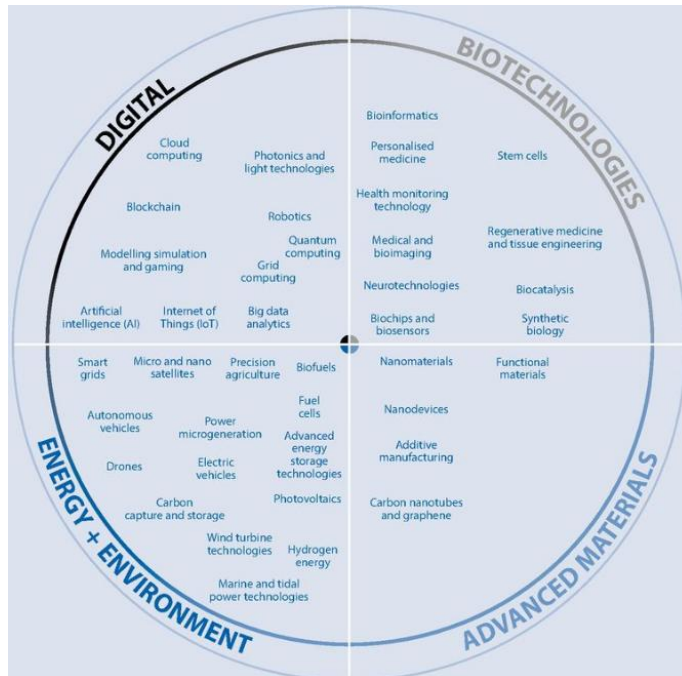 DIGITAL
Cloud
computing
Photonics and
light technologies
Blockchain
Robotics
Quantum
computing
Modelling simulation
and gaming
Grid
computing
Artificial
intelligence (AI)
Internet of
Things (IoT)
Big data
analytics
BIOTECHNOLOGIES
Bioinformatics
Personalised
medicine
Stem cells
Health monitoring
technology
Regenerative medicine
and tissue engineering
Medical and
bioimaging
Neurotechnologies
Biocatalysis
Biochips and
biosensors
Synthetic
biology
ENERGY + ENVIRONMENT
Smart
grids
Micro and nano
satellites
Precision
agriculture
Biofuels
Fuel
cells
Autonomous
vehicles
Power
microgeneration
Advanced
energy
storage
technologies
Drones
Electric
vehicles
Photovoltaics
Carbon
capture and storage
Wind turbine
technologies
Hydrogen
energy
Marine and tidal
power technologies
ADVANCED MATERIALS
Nanomaterials
Functional
materials
Nanodevices
Additive
manufacturing
Carbon nanotubes
and graphene